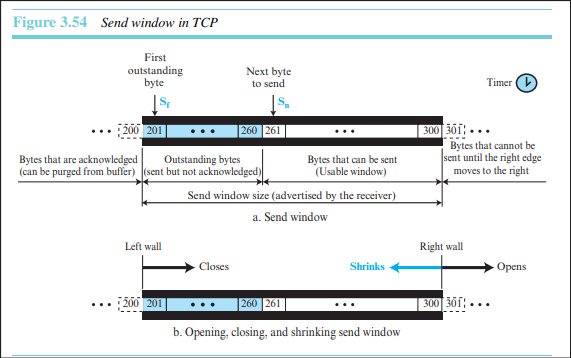 Figure 3.54 Send window in TCP
First
outstanding
byte
Next byte
to send
Timer
Sf
Sn
••• 200 201 ••• 260 261 ••• 300 301 •••
Bytes that are acknowledged
(can be purged from buffer)
Outstanding bytes
(sent but not acknowledged)
Bytes that can be sent
(Usable window)
Bytes that cannot be
sent until the right edge
moves to the right
Send window size (advertised by the receiver)
a. Send window
Left wall
Right wall
Closes
Shrinks
Opens
••• 200 201 ••• 260 261 ••• 300 301 •••
b. Opening, closing, and shrinking send window